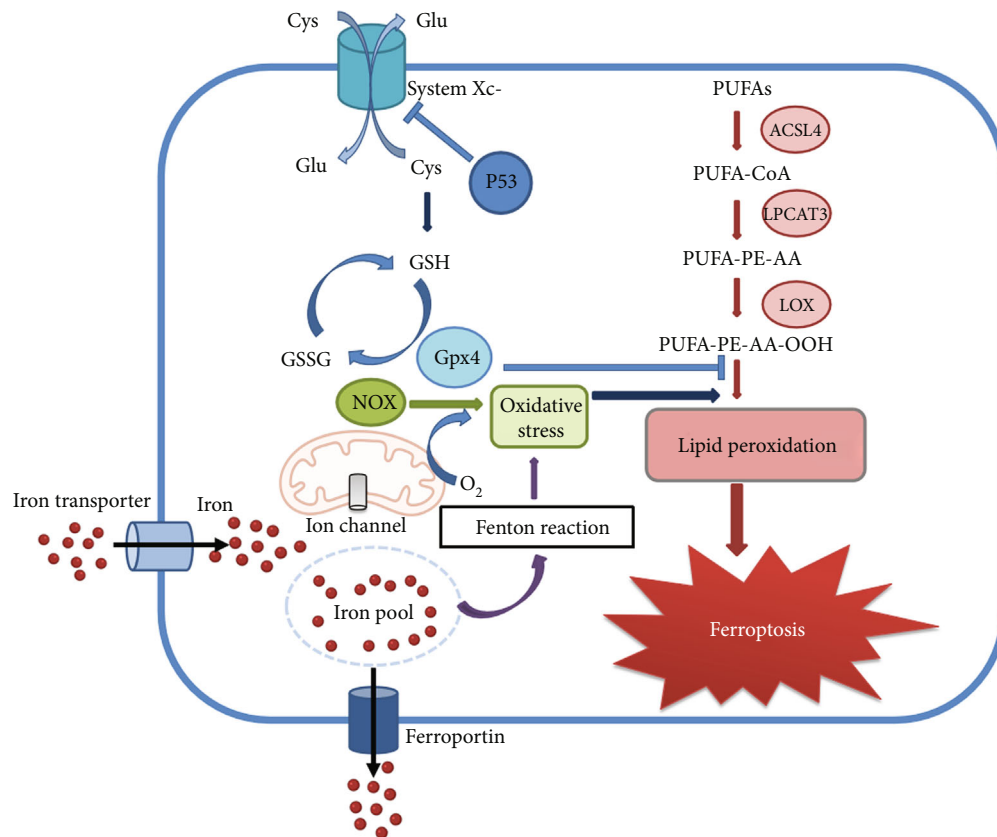 Cys
Glu
System Xc-
Glu
Cys
P53
GSH
GSSG
Gpx4
NOX
Oxidative
stress
O₂
Ion channel
Fenton reaction
Iron transporter
Iron
Iron pool
Ferroportin
PUFAs
ACSL4
PUFA-CoA
LPCAT3
PUFA-PE-AA
LOX
PUFA-PE-AA-OOH
Lipid peroxidation
Ferroptosis